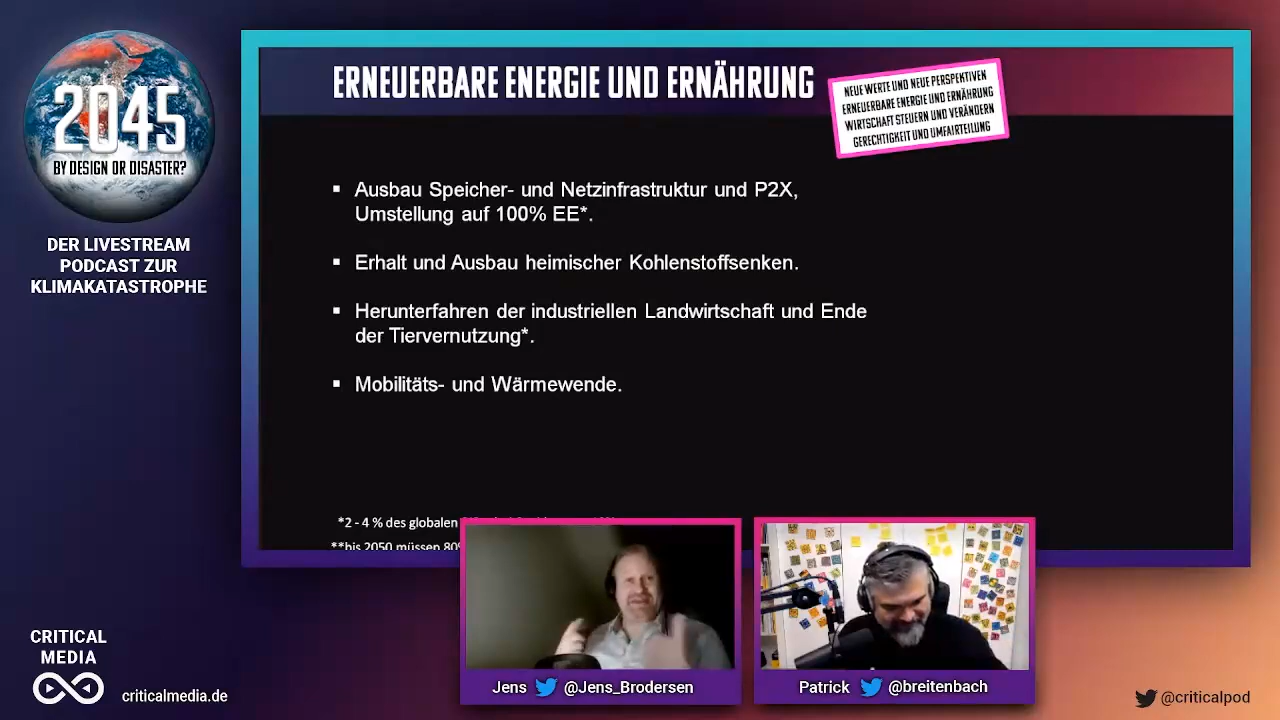 2045
BY DESIGN OR DISASTER?
DER LIVESTREAM
PODCAST ZUR
KLIMAKATASTROPHE
ERNEUERBARE ENERGIE UND ERNÄHRUNG
NEUE WERTE UND NEUE PERSPEKTIVEN
ERNEUERBARE ENERGIE UND ERNÄHRUNG
WIRTSCHAFT STEUERN UND VERÄNDERN
GERECHTIGKEIT UND UMFAIRTEILUNG
▪ Ausbau Speicher- und Netzinfrastruktur und P2X,
Umstellung auf 100% EE*.
▪ Erhalt und Ausbau heimischer Kohlenstoffsenken.
▪ Herunterfahren der industriellen Landwirtschaft und Ende
der Tiervernutzung*.
▪ Mobilitäts- und Wärmewende.
*2 - 4 % des globalen
**bis 2050 müssen 80%
Jens @Jens_Brodersen
Patrick @breitenbach
CRITICAL
MEDIA
criticalmedia.de
@criticalpod